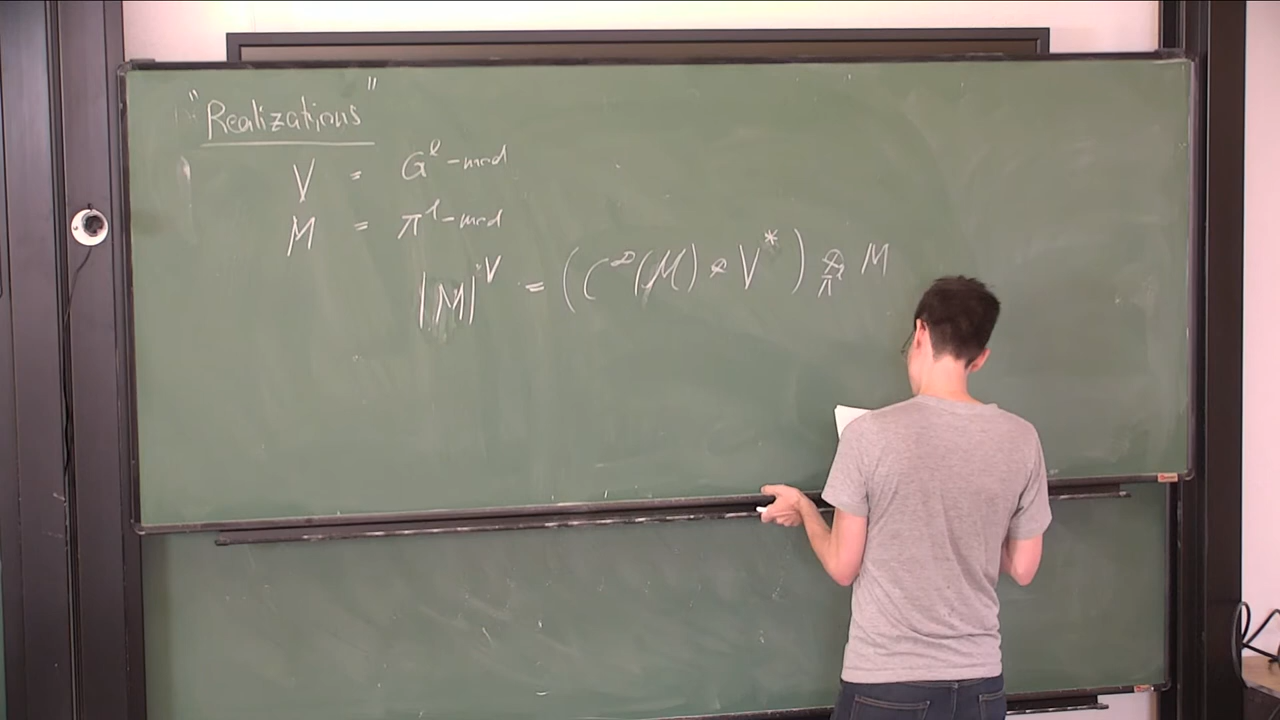 "Realizations"
V = G^ℓ-mod
M = π^1-mod
|M|^V = (C^∞(M) ⊗ V^*) ⊗_{π^1} M